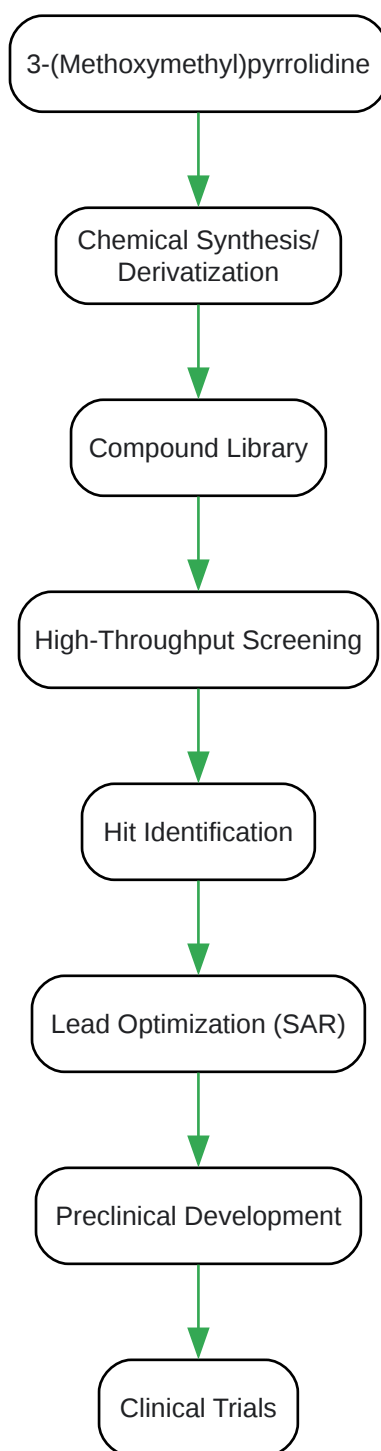 3-(Methoxymethyl)pyrrolidine
Chemical Synthesis/
Derivatization
Compound Library
High-Throughput Screening
Hit Identification
Lead Optimization (SAR)
Preclinical Development
Clinical Trials